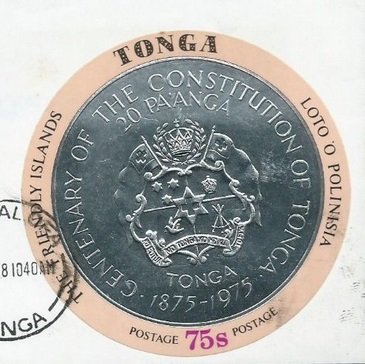 TONGA
THE FRIENDLY ISLANDS
LOTO 'O POLINISIA
CENTENARY OF THE CONSTITUTION OF TONGA
20 PA'ANGA
TONGA
· 1875-1975 ·
POSTAGE 75s POSTAGE
81040
NGA